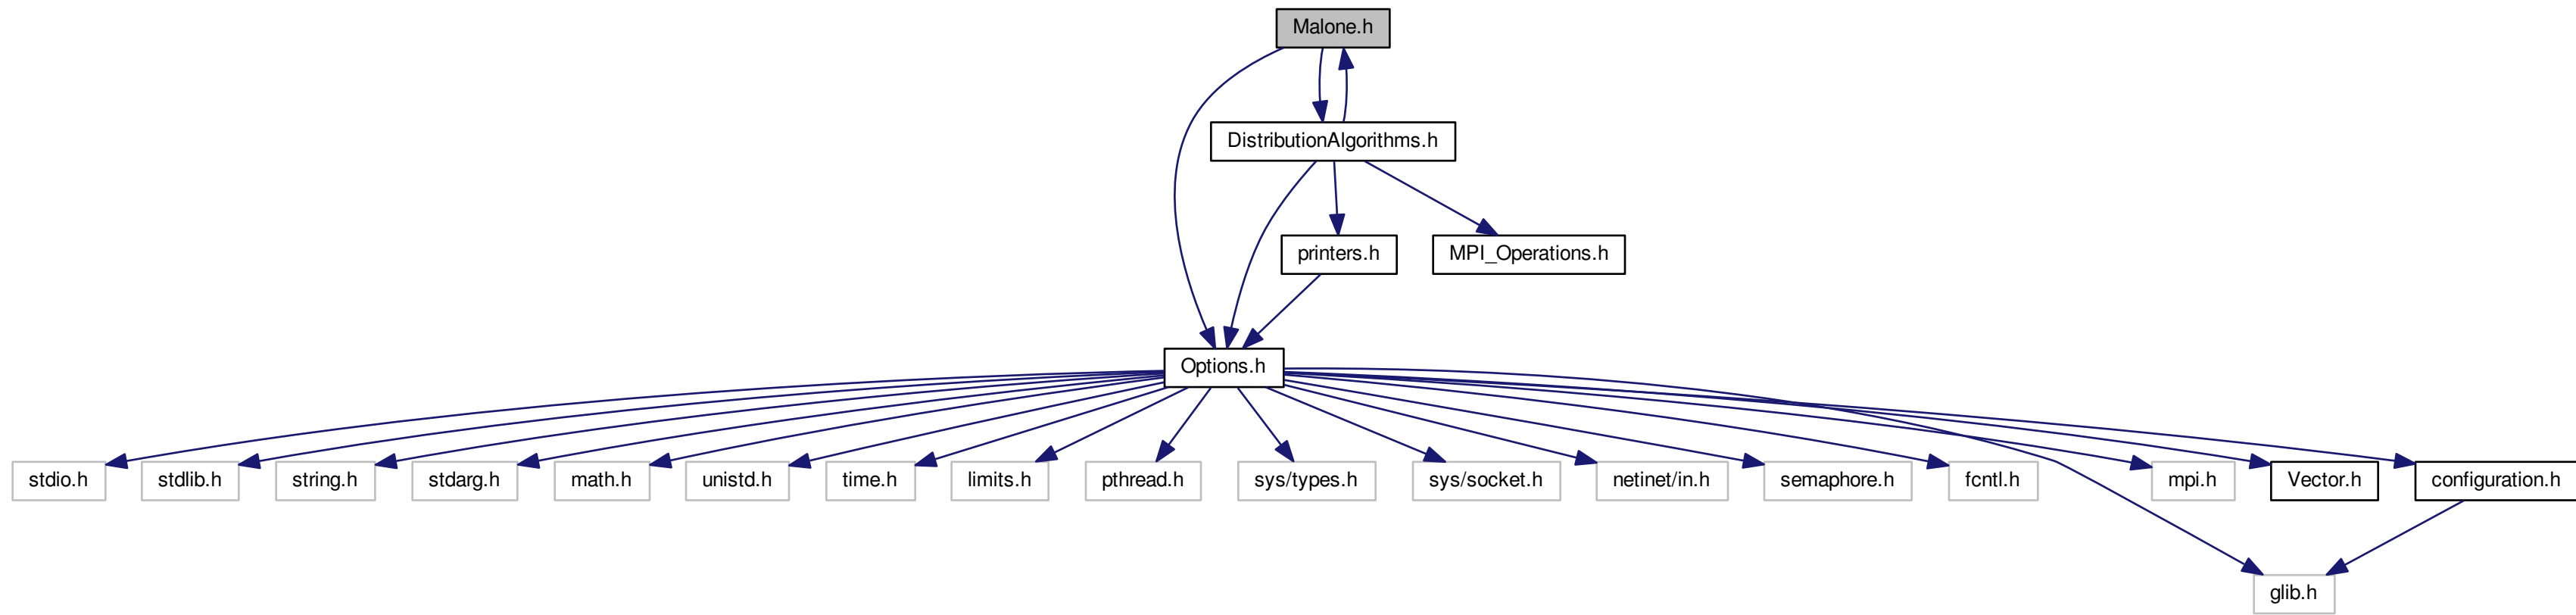 Malone.h
DistributionAlgorithms.h
printers.h
MPI_Operations.h
Options.h
stdio.h
stdlib.h
string.h
stdarg.h
math.h
unistd.h
time.h
limits.h
pthread.h
sys/types.h
sys/socket.h
netinet/in.h
semaphore.h
fcntl.h
mpi.h
Vector.h
configuration.h
glib.h